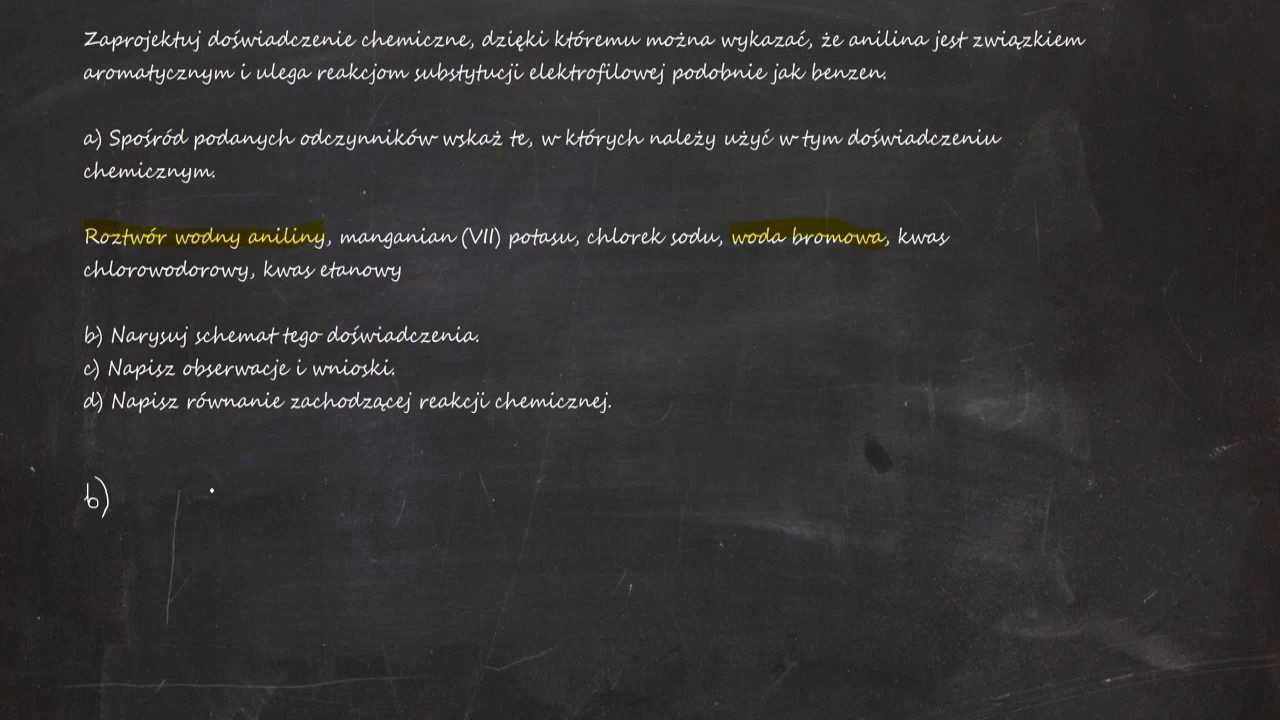 Zaprojektuj doświadczenie chemiczne, dzięki któremu można wykazać, że anilina jest związkiem
aromatycznym i ulega reakcjom substytucji elektrofilowej podobnie jak benzen.
a) Spośród podanych odczynników wskaż te, w których należy użyć w tym doświadczeniu
chemicznym.
Roztwór wodny aniliny, manganian (VII) potasu, chlorek sodu, woda bromowa, kwas
chlorowodorowy, kwas etanowy
b) Narysuj schemat tego doświadczenia.
c) Napisz obserwacje i wnioski.
d) Napisz równanie zachodzącej reakcji chemicznej.
b)